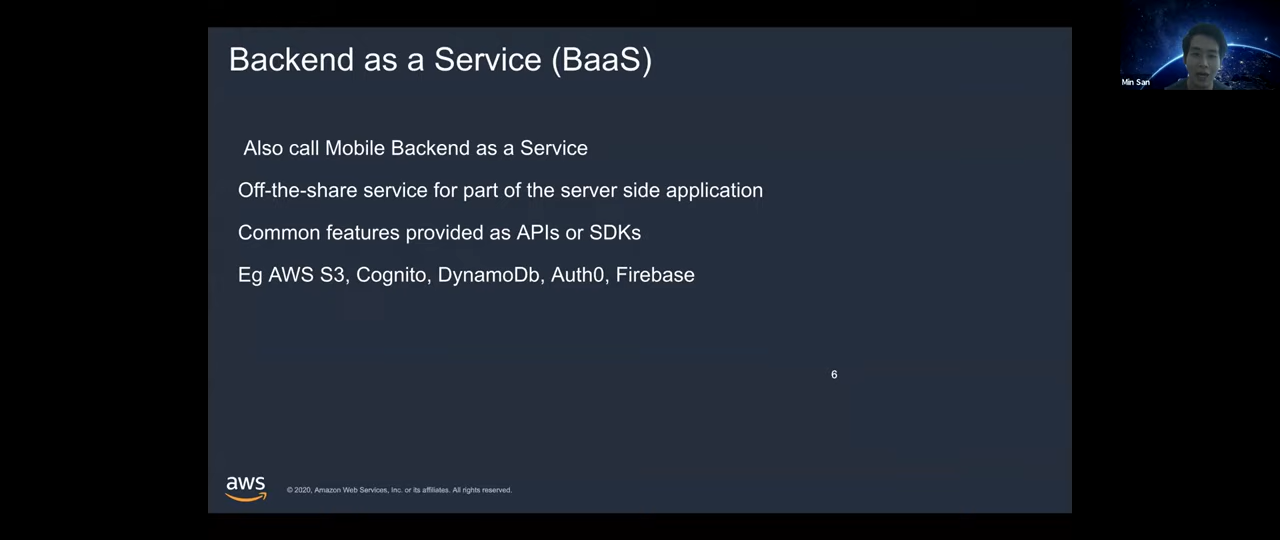 Backend as a Service (BaaS)
Min San
Also call Mobile Backend as a Service
Off-the-share service for part of the server side application
Common features provided as APIs or SDKs
Eg AWS S3, Cognito, DynamoDb, Auth0, Firebase
6
aws
© 2020, Amazon Web Services, Inc. or its affiliates. All rights reserved.